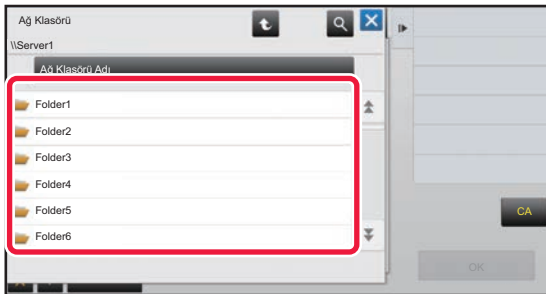 Ağ Klasörü
\\Server1
Ağ Klasörü Adı
Folder1
Folder2
Folder3
Folder4
Folder5
Folder6
CA
OK